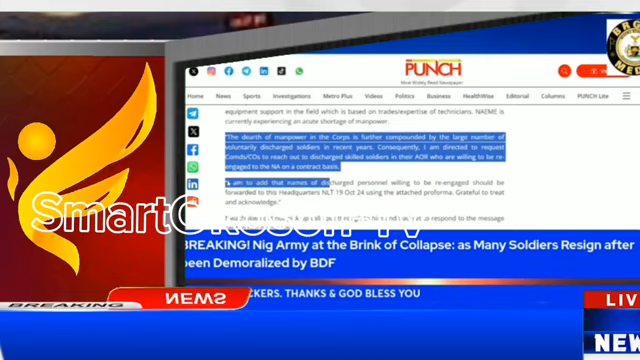 PUNCH
Most Widely Read Newspaper
Home News Sports Investigations Metro Plus Videos Politics Business HealthWise Editorial Columns PUNCH Lite
equipment support in the field which is based on trades/expertise of technicians. NAEME is
currently experiencing an acute shortage of manpower.
"The dearth of manpower in the Corps is further compounded by the large number of
voluntarily discharged soldiers in recent years. Consequently, I am directed to request
Comds/COs to reach out to discharged skilled soldiers in their AOR who are willing to be re-
engaged to the NA on a contract basis.
"I am to add that names of discharged personnel willing to be re-engaged should be
forwarded to this Headquarters NLT 19 Oct 24 using the attached proforma. Grateful to treat
and acknowledge."
to respond to the message
BREAKING! Nig Army at the Brink of Collapse: as Many Soldiers Resign after
been Demoralized by BDF
BREAKING NEWS
CKERS. THANKS & GOD BLESS YOU
LIV
NEW